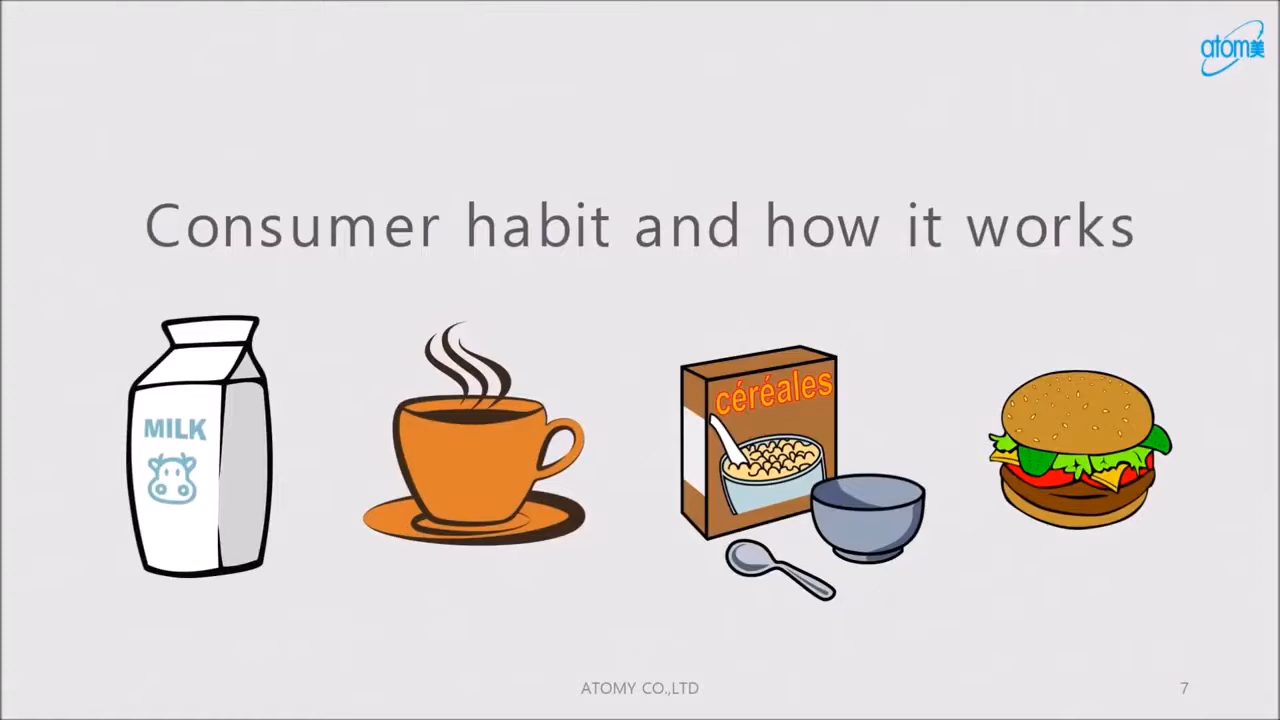 atom美
Consumer habit and how it works
MILK
céréales
ATOMY CO.,LTD
7